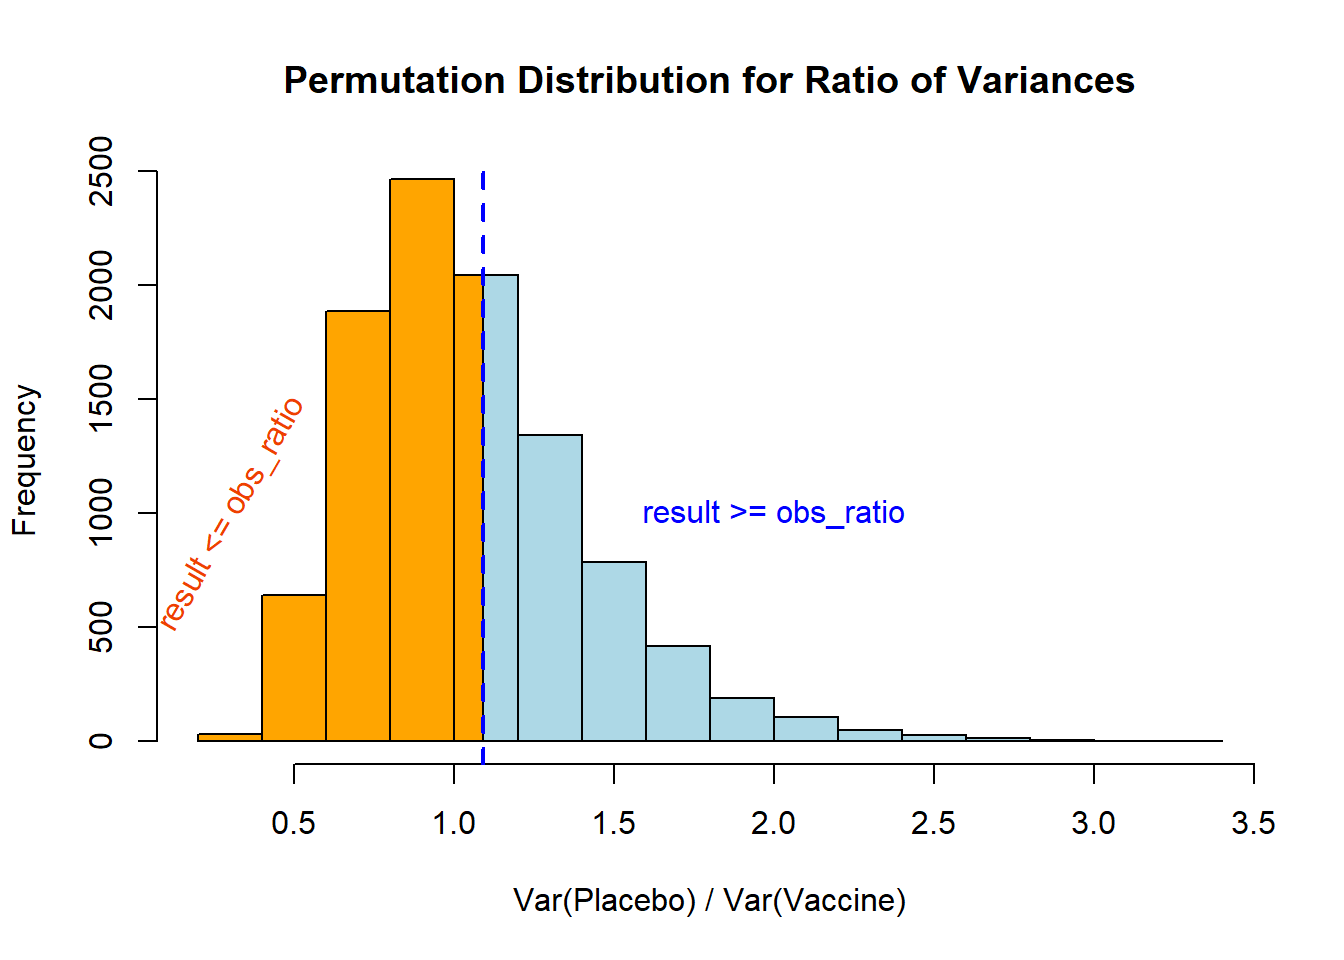 Permutation Distribution for Ratio of Variances
2500
2000
1500
1000
500
0
Frequency
result <= obs_ratio
result >= obs_ratio
0.5 1.0 1.5 2.0 2.5 3.0 3.5
Var(Placebo) / Var(Vaccine)